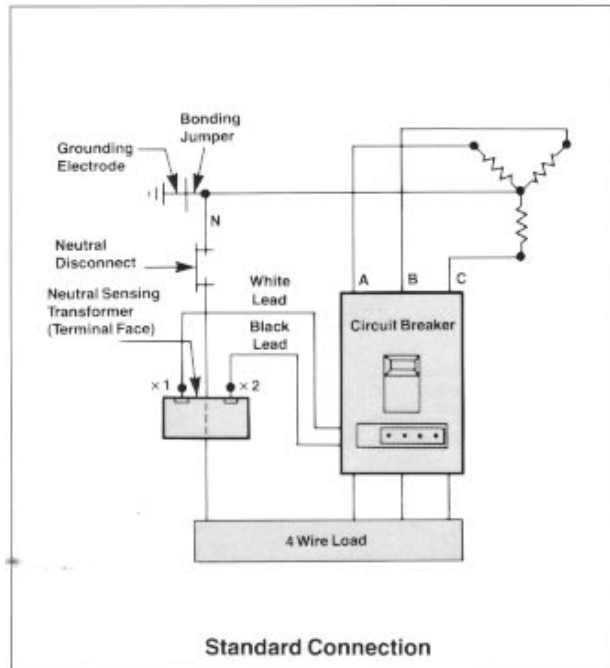 Bonding
Jumper
Grounding
Electrode
N
Neutral
Disconnect
A B C
White
Lead
Neutral Sensing
Transformer
(Terminal Face)
Black
Lead
Circuit Breaker
×1
×2
4 Wire Load
Standard Connection